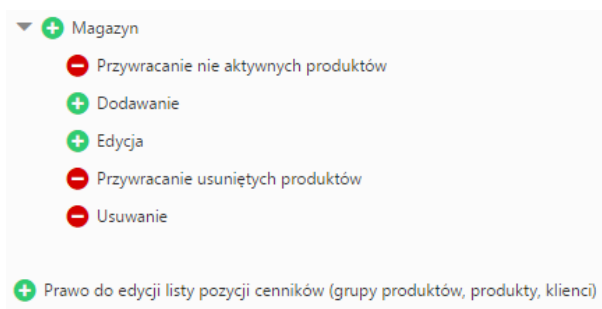 Magazyn
Przywracanie nie aktywnych produktów
Dodawanie
Edycja
Przywracanie usuniętych produktów
Usuwanie
Prawo do edycji listy pozycji cenników (grupy produktów, produkty, klienci)